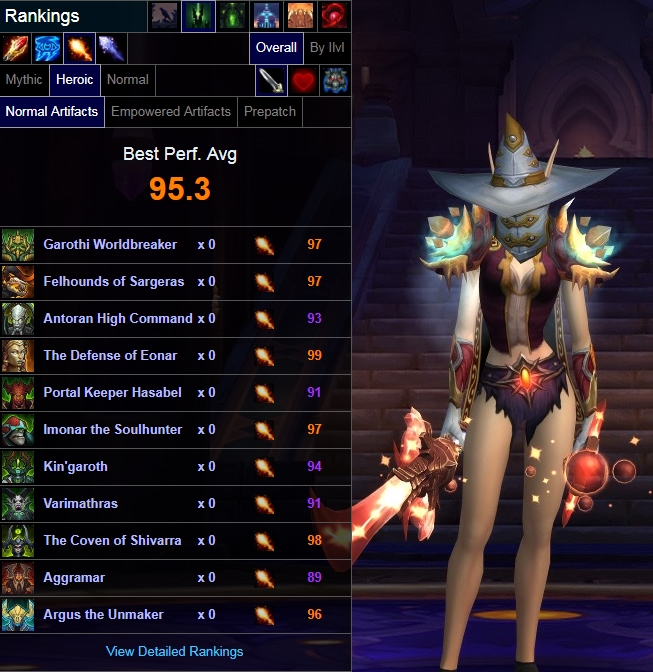 Rankings
Overall By Ilvl
Mythic Heroic Normal
Normal Artifacts Empowered Artifacts Prepatch
Best Perf. Avg
95.3
Garothi Worldbreaker x 0 97
Felhounds of Sargeras x 0 97
Antoran High Command x 0 93
The Defense of Eonar x 0 99
Portal Keeper Hasabel x 0 91
Imonar the Soulhunter x 0 97
Kin'garoth x 0 94
Varimathras x 0 91
The Coven of Shivarra x 0 98
Aggramar x 0 89
Argus the Unmaker x 0 96
View Detailed Rankings